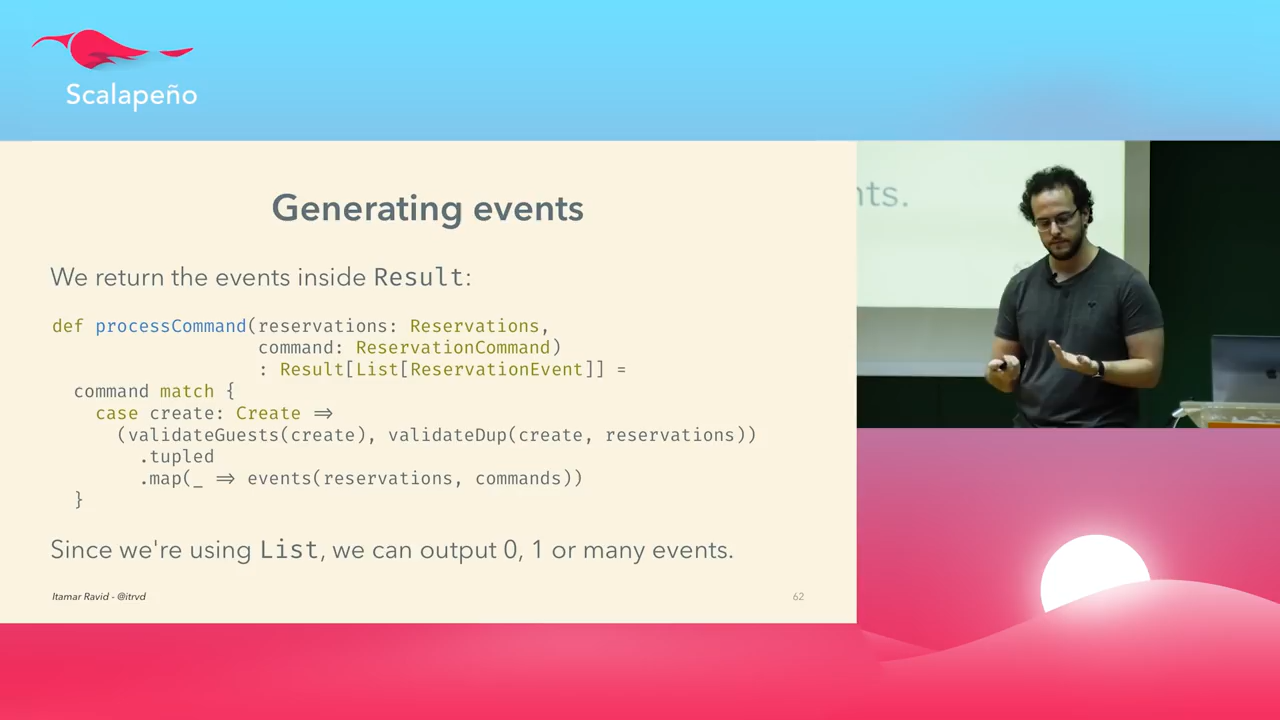 Scalapeño
Generating events
We return the events inside Result:
def processCommand(reservations: Reservations,
command: ReservationCommand)
: Result[List[ReservationEvent]] =
command match {
case create: Create ⇒
(validateGuests(create), validateDup(create, reservations))
.tupled
.map(_ ⇒ events(reservations, commands))
}
Since we're using List, we can output 0, 1 or many events.
Itamar Ravid - @itrvd
62
nts.